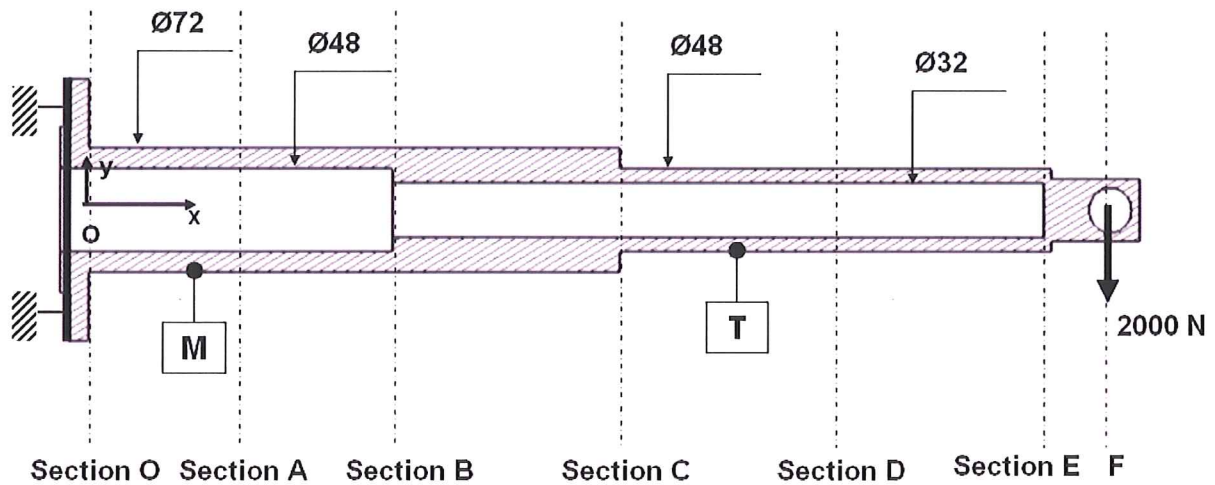 Ø72
Ø48
Ø48
Ø32
y
x
O
M
T
2000 N
Section O Section A Section B Section C Section D Section E F